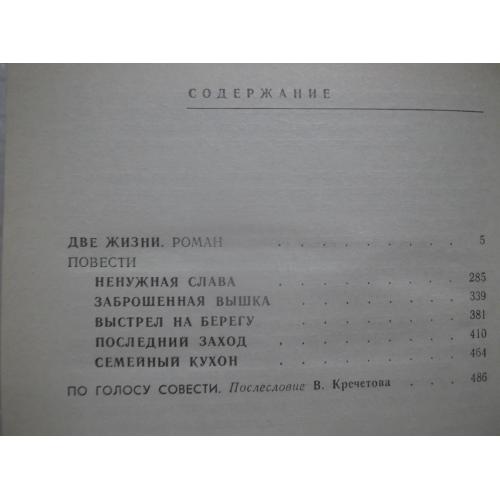 СОДЕРЖАНИЕ
ДВЕ ЖИЗНИ. РОМАН . . . . . . . . . 5
ПОВЕСТИ
НЕНУЖНАЯ СЛАВА . . . . . . . 285
ЗАБРОШЕННАЯ ВЫШКА . . . . . . 339
ВЫСТРЕЛ НА БЕРЕГУ . . . . . . 381
ПОСЛЕДНИЙ ЗАХОД . . . . . . 410
СЕМЕЙНЫЙ КУХОН . . . . . . . 464
ПО ГОЛОСУ СОВЕСТИ. Послесловие В. Кречетова . . . 486